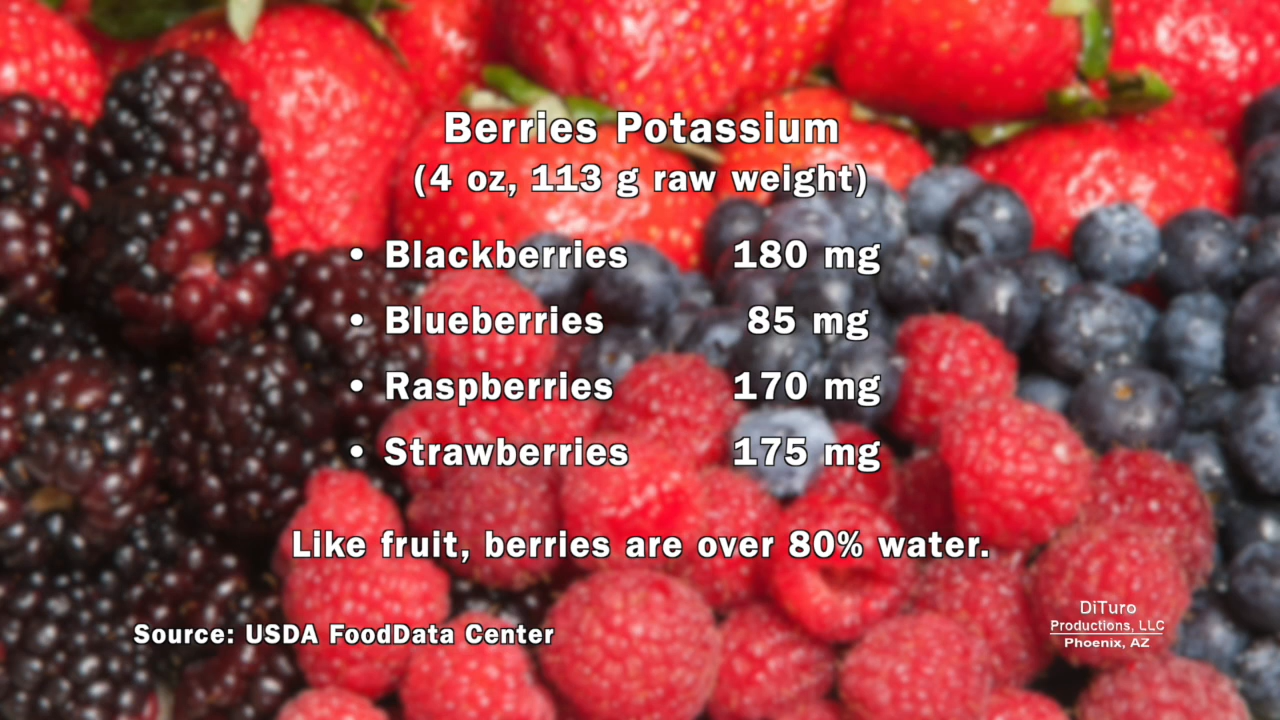 Berries Potassium
(4 oz, 113 g raw weight)
• Blackberries 180 mg
• Blueberries 85 mg
• Raspberries 170 mg
• Strawberries 175 mg
Like fruit, berries are over 80% water.
Source: USDA FoodData Center
DiTuro
Productions, LLC
Phoenix, AZ